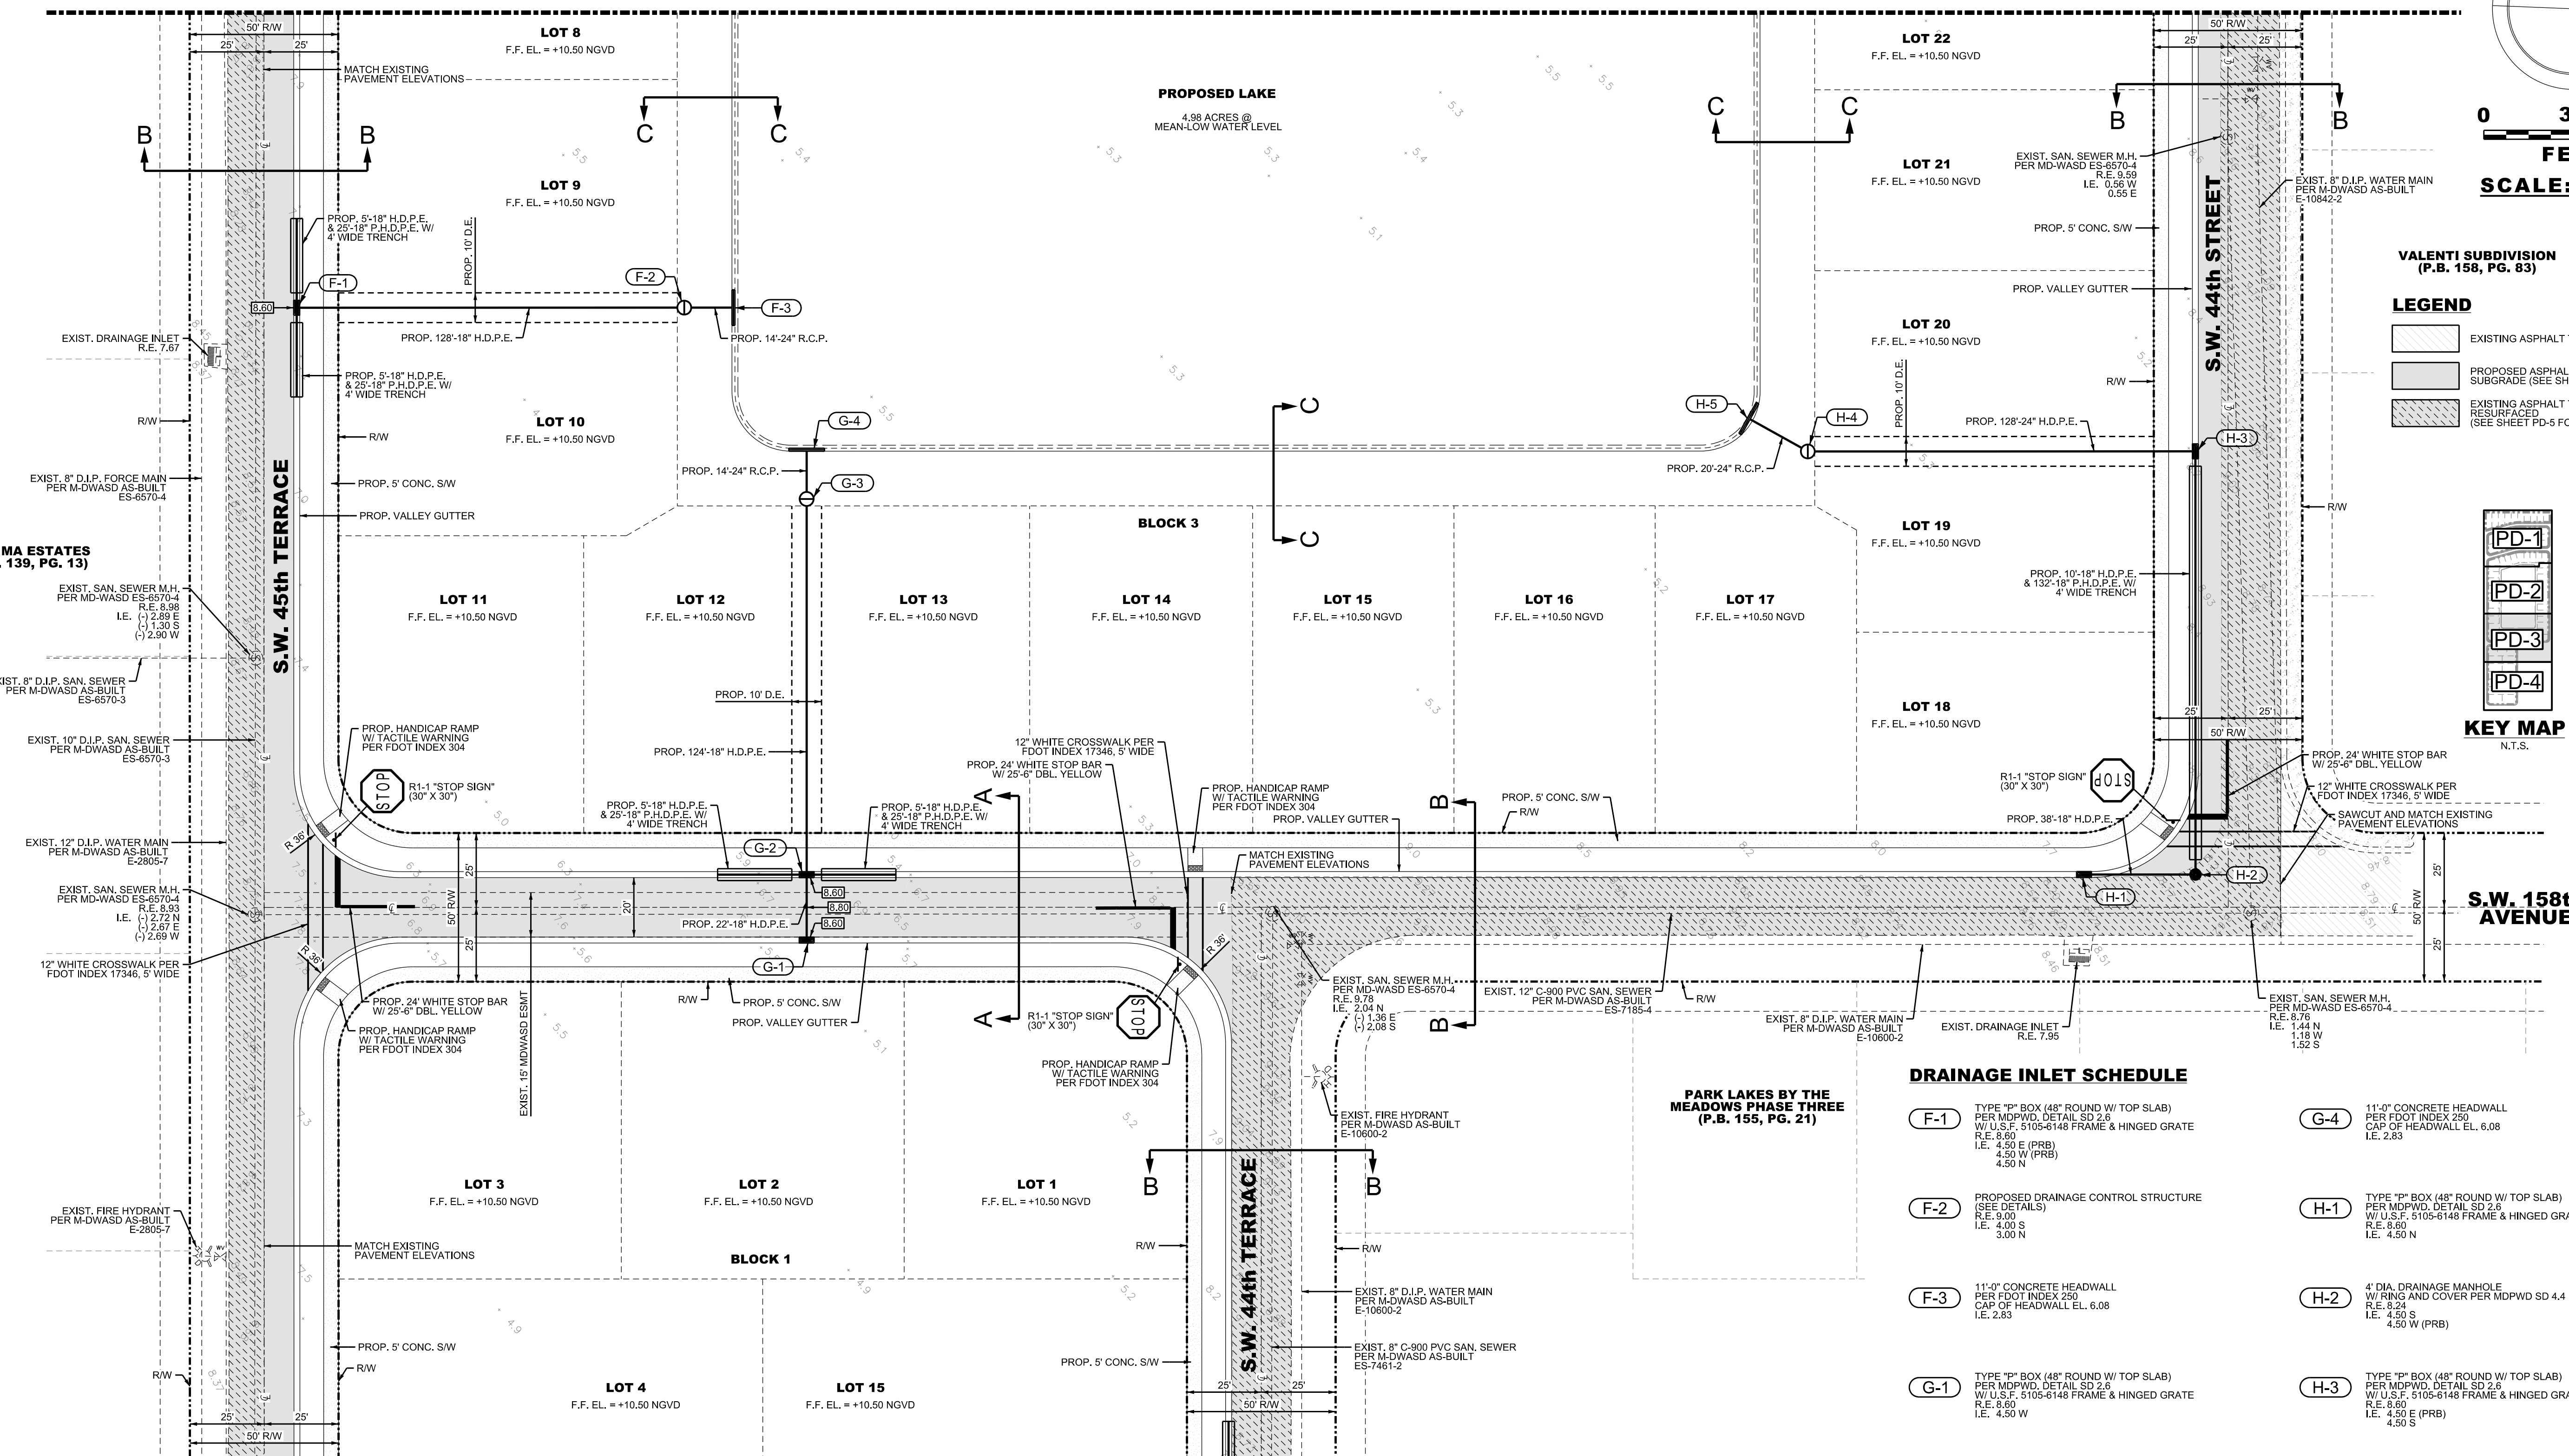 50' R/W
25'
25'
MATCH EXISTING
PAVEMENT ELEVATIONS
LOT 8
F.F. EL. = +10.50 NGVD
PROPOSED LAKE
4.98 ACRES @
MEAN-LOW WATER LEVEL
LOT 22
F.F. EL. = +10.50 NGVD
50' R/W
25'
25'
0
3
FE
SCALE:
B
B
C
C
C
C
B
B
LOT 9
F.F. EL. = +10.50 NGVD
LOT 21
F.F. EL. = +10.50 NGVD
EXIST. SAN. SEWER M.H.
PER MD-WASD ES-6570-4
R.E. 9.59
I.E. 0.56 W
0.55 E
EXIST. 8" D.I.P. WATER MAIN
PER M-DWASD AS-BUILT
E-10842-2
PROP. 5' CONC. S/W
S.W. 44th STREET
PROP. VALLEY GUTTER
VALENTI SUBDIVISION
(P.B. 158, PG. 83)
LEGEND
EXISTING ASPHALT
PROPOSED ASPHAL
SUBGRADE (SEE SH
EXISTING ASPHALT
RESURFACED
(SEE SHEET PD-5 FO
PROP. 5'-18" H.D.P.E.
& 25'-18" P.H.D.P.E. W/
4' WIDE TRENCH
PROP. 10' D.E.
F-1
F-2
F-3
8.60
PROP. 128'-18" H.D.P.E.
PROP. 14'-24" R.C.P.
EXIST. DRAINAGE INLET
R.E. 7.67
PROP. 5'-18" H.D.P.E.
& 25'-18" P.H.D.P.E. W/
4' WIDE TRENCH
LOT 20
F.F. EL. = +10.50 NGVD
PROP. 10' D.E.
R/W
R/W
R/W
LOT 10
F.F. EL. = +10.50 NGVD
G-4
C
C
H-5
H-4
PROP. 128'-24" H.D.P.E.
H-3
PROP. 14'-24" R.C.P.
PROP. 20'-24" R.C.P.
G-3
EXIST. 8" D.I.P. FORCE MAIN
PER M-DWASD AS-BUILT
ES-6570-4
PROP. 5' CONC. S/W
PROP. VALLEY GUTTER
S.W. 45th TERRACE
MA ESTATES
. 139, PG. 13)
BLOCK 3
LOT 19
F.F. EL. = +10.50 NGVD
R/W
PD-1
PD-2
PD-3
PD-4
KEY MAP
N.T.S.
PROP. 10'-18" H.D.P.E.
& 132'-18" P.H.D.P.E. W/
4' WIDE TRENCH
EXIST. SAN. SEWER M.H.
PER MD-WASD ES-6570-4
R.E. 8.98
I.E. (-) 2.89 E
(-) 1.30 S
(-) 2.90 W
LOT 11
F.F. EL. = +10.50 NGVD
LOT 12
F.F. EL. = +10.50 NGVD
LOT 13
F.F. EL. = +10.50 NGVD
LOT 14
F.F. EL. = +10.50 NGVD
LOT 15
F.F. EL. = +10.50 NGVD
LOT 16
F.F. EL. = +10.50 NGVD
LOT 17
F.F. EL. = +10.50 NGVD
XIST. 8" D.I.P. SAN. SEWER
PER M-DWASD AS-BUILT
ES-6570-3
PROP. 10' D.E.
LOT 18
F.F. EL. = +10.50 NGVD
25'
25'
50' R/W
EXIST. 10" D.I.P. SAN. SEWER
PER M-DWASD AS-BUILT
ES-6570-3
PROP. HANDICAP RAMP
W/ TACTILE WARNING
PER FDOT INDEX 304
PROP. 124'-18" H.D.P.E.
12" WHITE CROSSWALK PER
FDOT INDEX 17346, 5' WIDE
PROP. 24' WHITE STOP BAR
W/ 25'-6" DBL. YELLOW
PROP. 24' WHITE STOP BAR
W/ 25'-6" DBL. YELLOW
STOP
R1-1 "STOP SIGN"
(30" X 30")
R1-1 "STOP SIGN"
(30" X 30")
STOP
PROP. 5'-18" H.D.P.E.
& 25'-18" P.H.D.P.E. W/
4' WIDE TRENCH
PROP. 5'-18" H.D.P.E.
& 25'-18" P.H.D.P.E. W/
4' WIDE TRENCH
A
PROP. HANDICAP RAMP
W/ TACTILE WARNING
PER FDOT INDEX 304
B
PROP. 5' CONC. S/W
R/W
PROP. VALLEY GUTTER
12" WHITE CROSSWALK PER
FDOT INDEX 17346, 5' WIDE
SAWCUT AND MATCH EXISTING
PAVEMENT ELEVATIONS
PROP. 38'-18" H.D.P.E.
EXIST. 12" D.I.P. WATER MAIN
PER M-DWASD AS-BUILT
E-2805-7
R 36'
G-2
MATCH EXISTING
PAVEMENT ELEVATIONS
H-2
H-1
EXIST. SAN. SEWER M.H.
PER MD-WASD ES-6570-4
R.E. 8.93
I.E. (-) 2.72 N
(-) 2.67 E
(-) 2.69 W
25'
50' R/W
25'
20'
8.60
8.80
8.60
PROP. 22'-18" H.D.P.E.
G-1
R 36'
R 36'
25'
50' R/W
25'
S.W. 158t
AVENUE
12" WHITE CROSSWALK PER
FDOT INDEX 17346, 5' WIDE
PROP. 24' WHITE STOP BAR
W/ 25'-6" DBL. YELLOW
PROP. HANDICAP RAMP
W/ TACTILE WARNING
PER FDOT INDEX 304
EXIST. 15' MDWASD ESMT
R/W
PROP. 5' CONC. S/W
PROP. VALLEY GUTTER
A
R1-1 "STOP SIGN"
(30" X 30")
STOP
PROP. HANDICAP RAMP
W/ TACTILE WARNING
PER FDOT INDEX 304
EXIST. SAN. SEWER M.H.
PER MD-WASD ES-6570-4
R.E. 9.78
I.E. 2.04 N
(-) 1.36 E
(-) 2.08 S
B
EXIST. 12" C-900 PVC SAN. SEWER
PER M-DWASD AS-BUILT
ES-7185-4
R/W
EXIST. 8" D.I.P. WATER MAIN
PER M-DWASD AS-BUILT
E-10600-2
EXIST. DRAINAGE INLET
R.E. 7.95
EXIST. SAN. SEWER M.H.
PER MD-WASD ES-6570-4
R.E. 8.76
I.E. 1.44 N
1.18 W
1.52 S
EXIST. FIRE HYDRANT
PER M-DWASD AS-BUILT
E-10600-2
PARK LAKES BY THE
MEADOWS PHASE THREE
(P.B. 155, PG. 21)
LOT 3
F.F. EL. = +10.50 NGVD
LOT 2
F.F. EL. = +10.50 NGVD
LOT 1
F.F. EL. = +10.50 NGVD
B
B
EXIST. FIRE HYDRANT
PER M-DWASD AS-BUILT
E-2805-7
MATCH EXISTING
PAVEMENT ELEVATIONS
BLOCK 1
R/W
R/W
S.W. 44th TERRACE
EXIST. 8" D.I.P. WATER MAIN
PER M-DWASD AS-BUILT
E-10600-2
EXIST. 8" C-900 PVC SAN. SEWER
PER M-DWASD AS-BUILT
ES-7461-2
PROP. 5' CONC. S/W
R/W
R/W
PROP. 5' CONC. S/W
LOT 4
F.F. EL. = +10.50 NGVD
LOT 15
F.F. EL. = +10.50 NGVD
25'
25'
50' R/W
25'
25'
50' R/W
DRAINAGE INLET SCHEDULE
F-1
TYPE "P" BOX (48" ROUND W/ TOP SLAB)
PER MDPWD. DETAIL SD 2.6
W/ U.S.F. 5105-6148 FRAME & HINGED GRATE
R.E. 8.60
I.E. 4.50 E (PRB)
4.50 W (PRB)
4.50 N
F-2
PROPOSED DRAINAGE CONTROL STRUCTURE
(SEE DETAILS)
R.E. 9.00
I.E. 4.00 S
3.00 N
F-3
11'-0" CONCRETE HEADWALL
PER FDOT INDEX 250
CAP OF HEADWALL EL. 6.08
I.E. 2.83
G-1
TYPE "P" BOX (48" ROUND W/ TOP SLAB)
PER MDPWD. DETAIL SD 2.6
W/ U.S.F. 5105-6148 FRAME & HINGED GRATE
R.E. 8.60
I.E. 4.50 W
G-4
11'-0" CONCRETE HEADWALL
PER FDOT INDEX 250
CAP OF HEADWALL EL. 6.08
I.E. 2.83
H-1
TYPE "P" BOX (48" ROUND W/ TOP SLAB)
PER MDPWD. DETAIL SD 2.6
W/ U.S.F. 5105-6148 FRAME & HINGED GRA
R.E. 8.60
I.E. 4.50 N
H-2
4' DIA. DRAINAGE MANHOLE
W/ RING AND COVER PER MDPWD SD 4.4
R.E. 8.24
I.E. 4.50 S
4.50 W (PRB)
H-3
TYPE "P" BOX (48" ROUND W/ TOP SLAB)
PER MDPWD. DETAIL SD 2.6
W/ U.S.F. 5105-6148 FRAME & HINGED GRA
R.E. 8.60
I.E. 4.50 E (PRB)
4.50 S